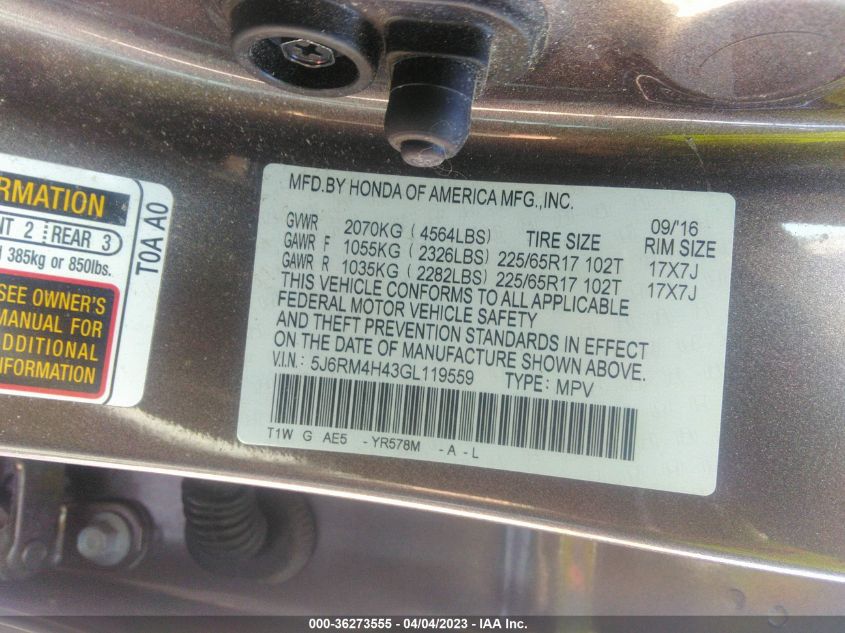 RMATION
NT 2 REAR 3
385kg or 850lbs.
SEE OWNER'S
MANUAL FOR
ADDITIONAL
INFORMATION
T0A A0
MFD.BY HONDA OF AMERICA MFG.,INC.
09/'16
GVWR 2070KG (4564LBS) TIRE SIZE RIM SIZE
GAWR F 1055KG (2326LBS) 225/65R17 102T 17X7J
GAWR R 1035KG (2282LBS) 225/65R17 102T 17X7J
THIS VEHICLE CONFORMS TO ALL APPLICABLE
FEDERAL MOTOR VEHICLE SAFETY
AND THEFT PREVENTION STANDARDS IN EFFECT
ON THE DATE OF MANUFACTURE SHOWN ABOVE.
V.I.N.: 5J6RM4H43GL119559 TYPE: MPV
T1W G AE5 -YR578M -A -L
000-36273555 - 04/04/2023 - IAA Inc.